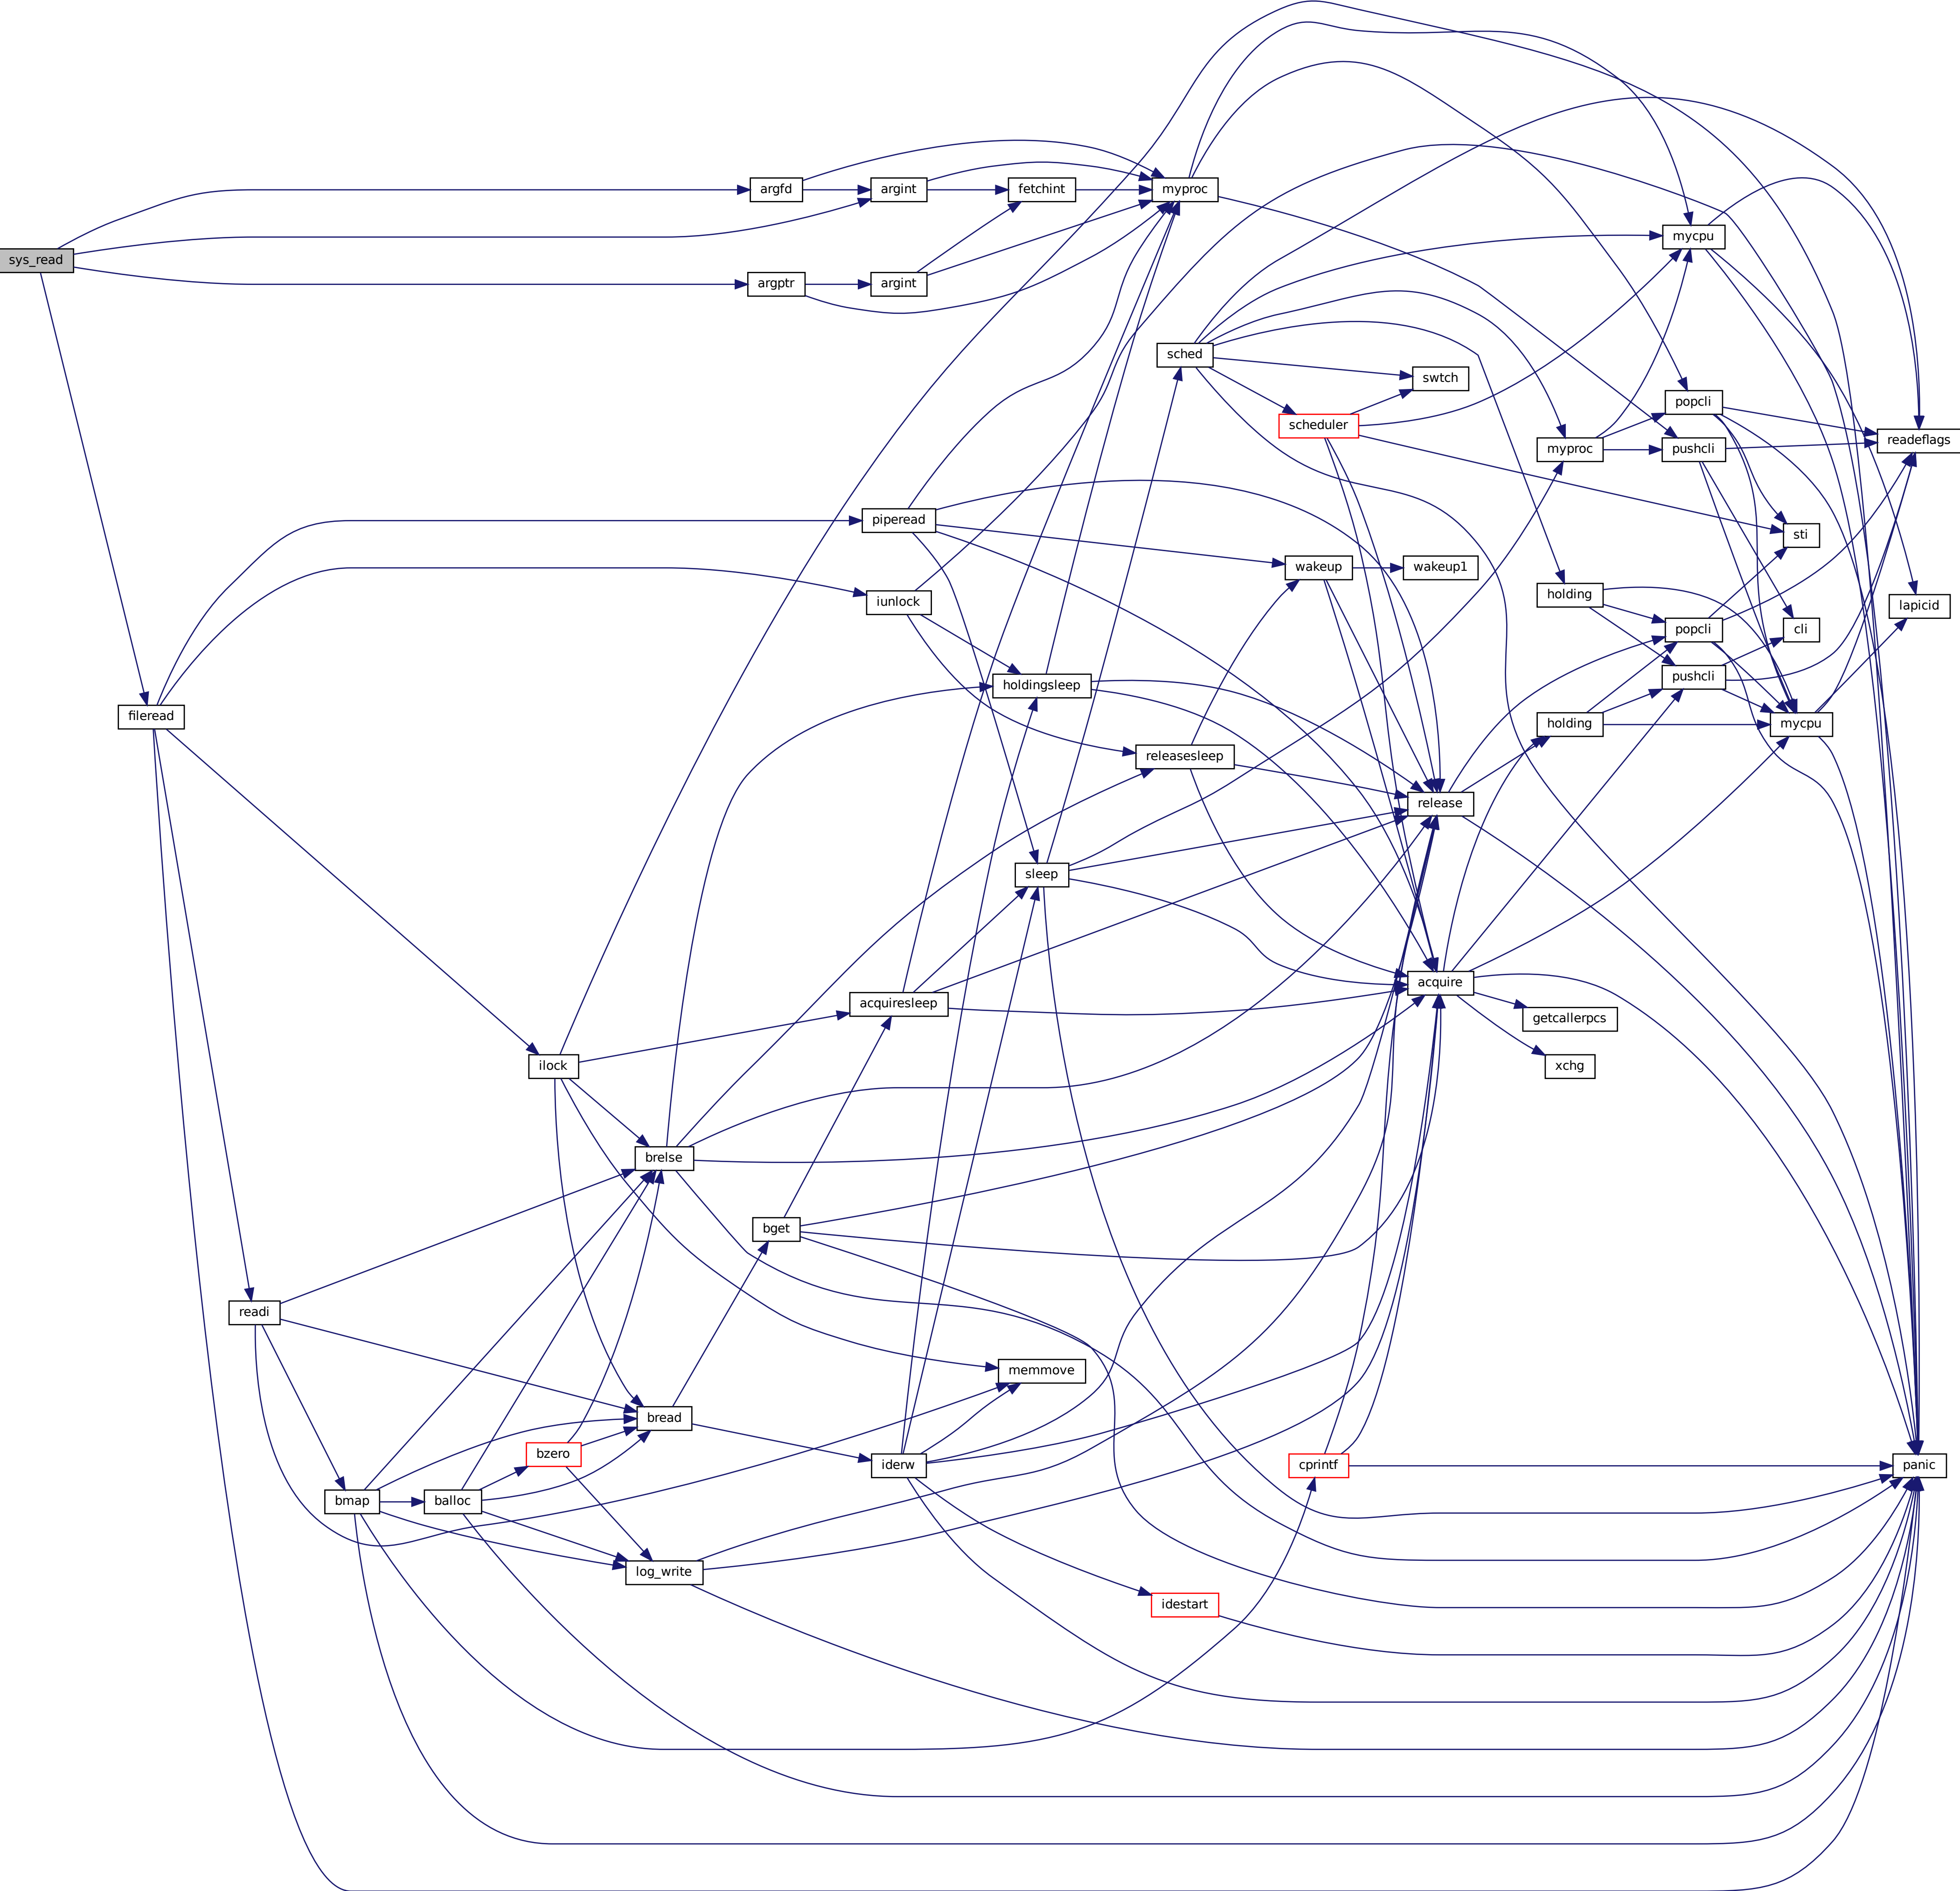 sys_read
fileread
readi
bmap
balloc
ilock
bzero
brelse
bread
log_write
argfd
argptr
bget
argint
argint
piperead
iunlock
acquiresleep
iderw
fetchint
holdingsleep
sleep
memmove
myproc
sched
releasesleep
idestart
scheduler
wakeup
cprintf
swtch
wakeup1
release
acquire
myproc
holding
holding
getcallerpcs
xchg
mycpu
popcli
pushcli
popcli
pushcli
sti
cli
mycpu
readeflags
lapicid
panic